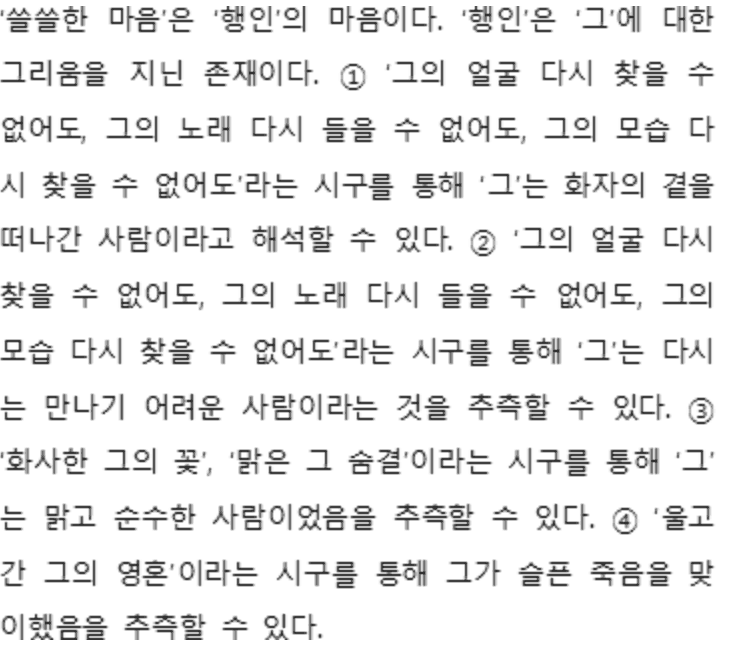 '쓸쓸한 마음'은 '행인'의 마음이다. '행인'은 '그'에 대한
그리움을 지닌 존재이다. ① '그의 얼굴 다시 찾을 수
없어도, 그의 노래 다시 들을 수 없어도, 그의 모습 다
시 찾을 수 없어도'라는 시구를 통해 '그'는 화자의 곁을
떠나간 사람이라고 해석할 수 있다. ② '그의 얼굴 다시
찾을 수 없어도, 그의 노래 다시 들을 수 없어도, 그의
모습 다시 찾을 수 없어도'라는 시구를 통해 '그'는 다시
는 만나기 어려운 사람이라는 것을 추측할 수 있다. ③
'화사한 그의 꽃', '맑은 그 숨결'이라는 시구를 통해 '그'
는 맑고 순수한 사람이었음을 추측할 수 있다. ④ '울고
간 그의 영혼'이라는 시구를 통해 그가 슬픈 죽음을 맞
이했음을 추측할 수 있다.